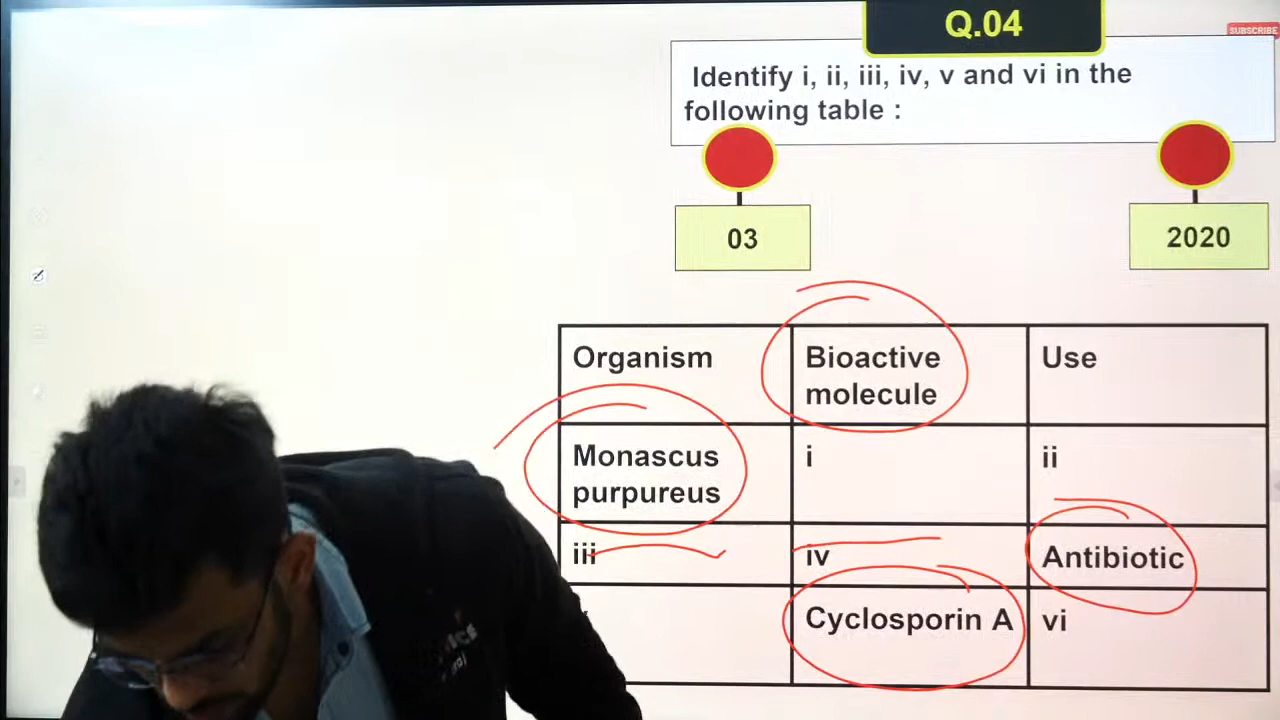 Q.04
SUBSCRIBE
Identify i, ii, iii, iv, v and vi in the
following table :
03
2020
Organism
Bioactive
molecule
Use
Monascus
purpureus
i
ii
iii
iv
Antibiotic
Cyclosporin A
vi